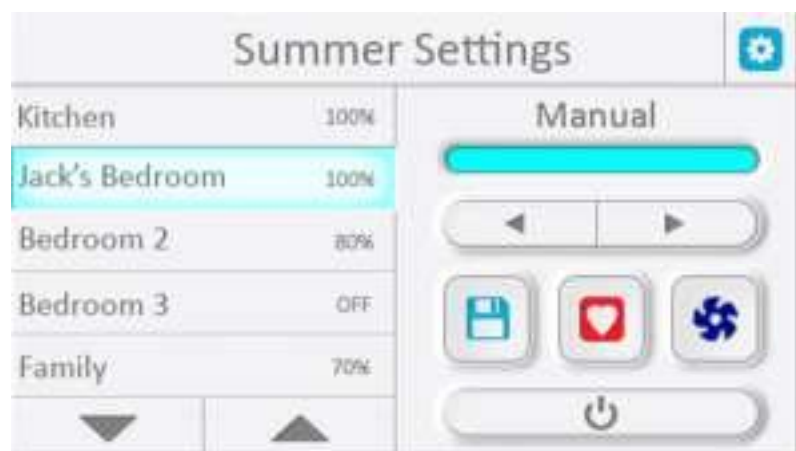 Summer Settings
Kitchen 100%
Manual
Jack's Bedroom 100%
Bedroom 2 80%
Bedroom 3 OFF
Family 70%